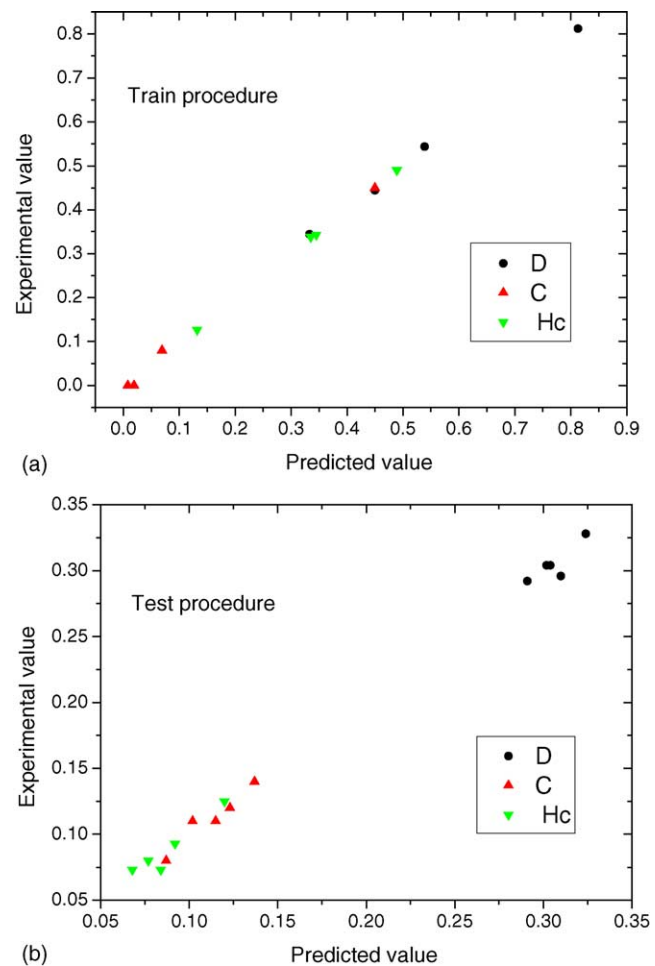 0.8
0.7
0.6
0.5
0.4
0.3
0.2
0.1
0.0
Experimental value
Train procedure
D
C
Hc
0.0 0.1 0.2 0.3 0.4 0.5 0.6 0.7 0.8 0.9
(a) Predicted value
0.35
0.30
0.25
0.20
0.15
0.10
0.05
Experimental value
Test procedure
D
C
Hc
0.05 0.10 0.15 0.20 0.25 0.30 0.35
(b) Predicted value